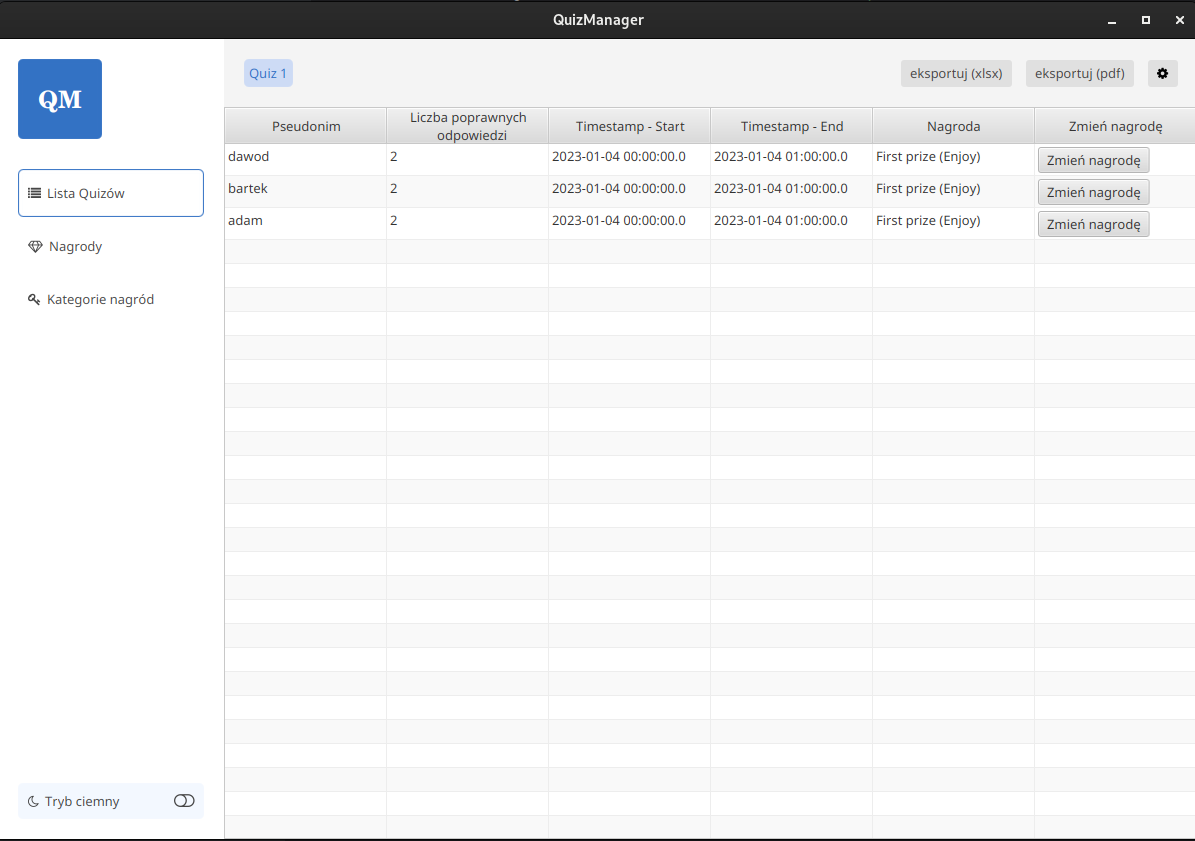 QuizManager
QM
Quiz 1
eksportuj (xlsx)
eksportuj (pdf)
Lista Quizów
Nagrody
Kategorie nagród
Pseudonim
Liczba poprawnych
odpowiedzi
Timestamp - Start
Timestamp - End
Nagroda
Zmień nagrodę
dawod 2 2023-01-04 00:00:00.0 2023-01-04 01:00:00.0 First prize (Enjoy) Zmień nagrodę
bartek 2 2023-01-04 00:00:00.0 2023-01-04 01:00:00.0 First prize (Enjoy) Zmień nagrodę
adam 2 2023-01-04 00:00:00.0 2023-01-04 01:00:00.0 First prize (Enjoy) Zmień nagrodę
Tryb ciemny